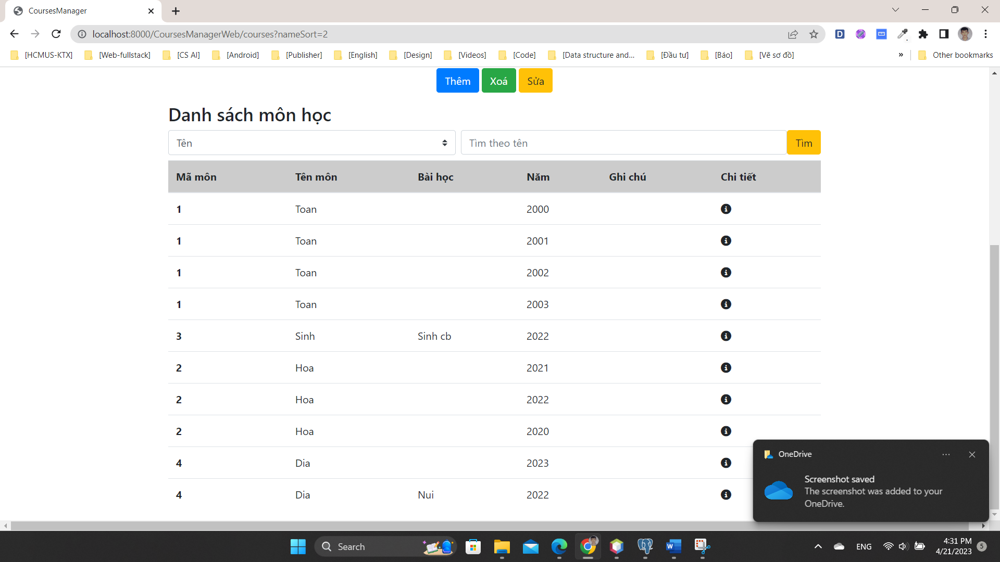 CoursesManager
localhost:8000/CoursesManagerWeb/courses?nameSort=2
[HCMUS-KTX] [Web-fullstack] [CS AI] [Android] [Publisher] [English] [Design] [Videos] [Code] [Data structure and... [Đầu tư] [Báo] [Vẽ sơ đồ] » Other bookmarks
Thêm Xoá Sửa
Danh sách môn học
Tên Tìm theo tên Tìm
Mã môn Tên môn Bài học Năm Ghi chú Chi tiết
1 Toan 2000
1 Toan 2001
1 Toan 2002
1 Toan 2003
3 Sinh Sinh cb 2022
2 Hoa 2021
2 Hoa 2022
2 Hoa 2020
4 Dia 2023
4 Dia Nui 2022
OneDrive
Screenshot saved
The screenshot was added to your
OneDrive.
Search
ENG
4:31 PM
4/21/2023
5